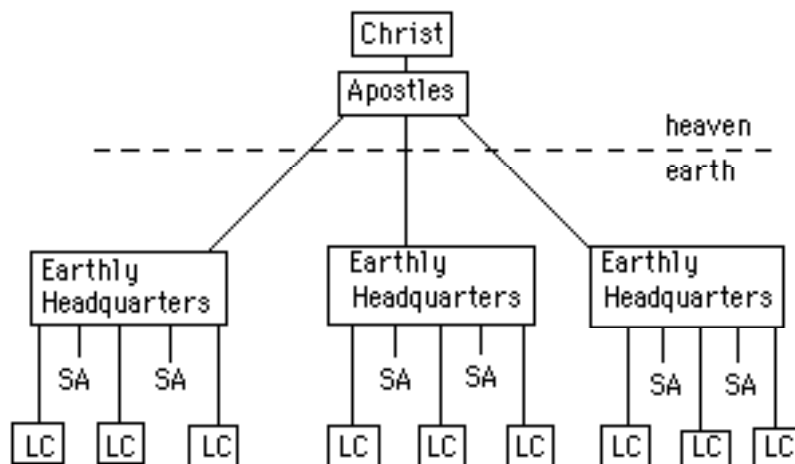 Christ
Apostles
heaven
earth
Earthly
Headquarters
Earthly
Headquarters
Earthly
Headquarters
SA
SA
SA
SA
SA
SA
LC
LC
LC
LC
LC
LC
LC
LC
LC